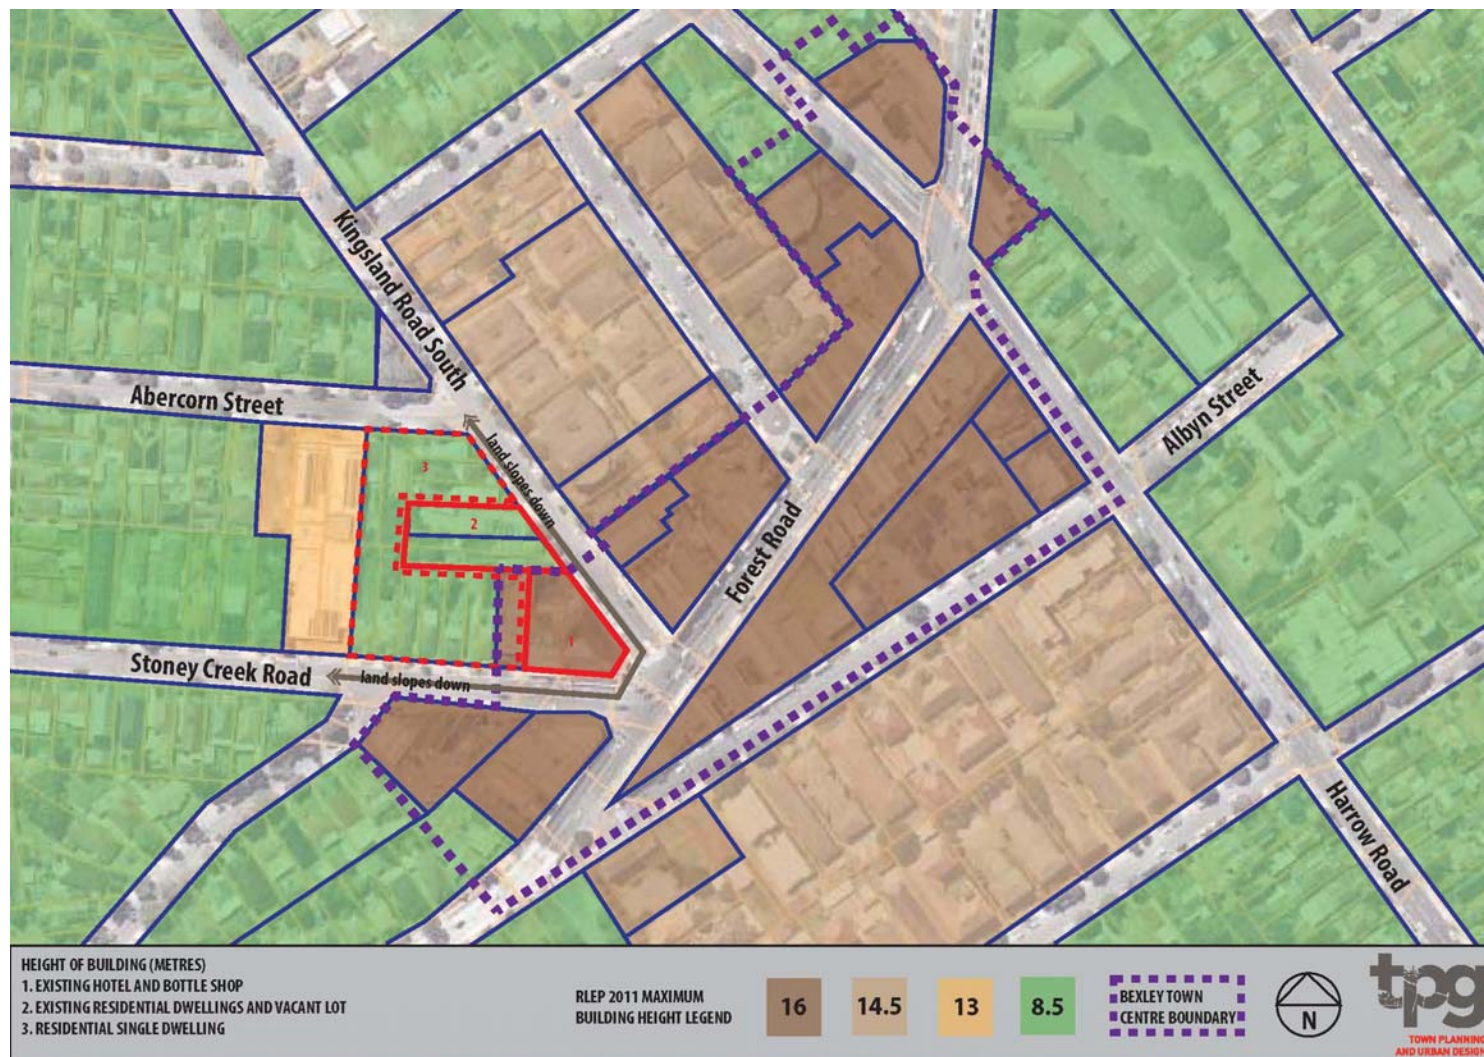 Kingsland Road South
Abercorn Street
land slopes down
3
2
1
Stoney Creek Road
land slopes down
Forest Road
Albyn Street
Harrow Road
HEIGHT OF BUILDING (METRES)
1. EXISTING HOTEL AND BOTTLE SHOP
2. EXISTING RESIDENTIAL DWELLINGS AND VACANT LOT
3. RESIDENTIAL SINGLE DWELLING
RLEP 2011 MAXIMUM
BUILDING HEIGHT LEGEND
16
14.5
13
8.5
BEXLEY TOWN
CENTRE BOUNDARY
N
tpg
TOWN PLANNING
AND URBAN DESIGN